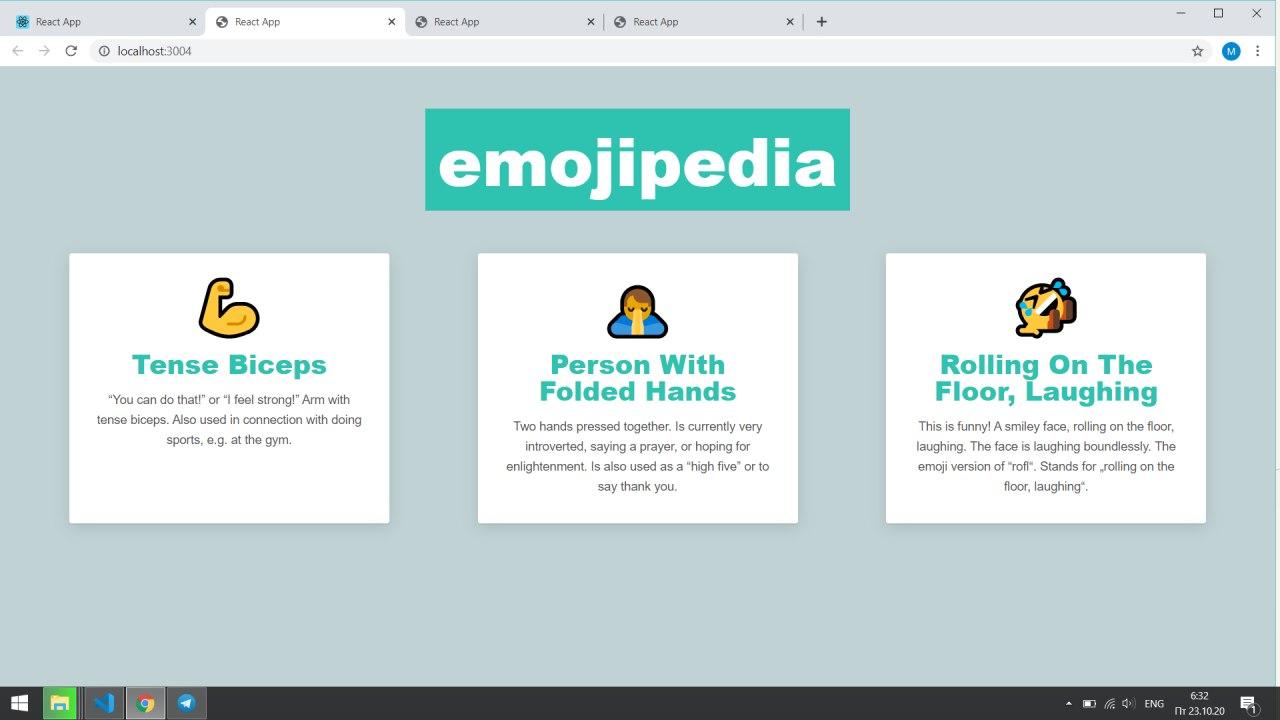 React App
React App
React App
React App
localhost:3004
M
emojipedia
Tense Biceps
“You can do that!” or “I feel strong!” Arm with
tense biceps. Also used in connection with doing
sports, e.g. at the gym.
Person With
Folded Hands
Two hands pressed together. Is currently very
introverted, saying a prayer, or hoping for
enlightenment. Is also used as a “high five” or to
say thank you.
Rolling On The
Floor, Laughing
This is funny! A smiley face, rolling on the floor,
laughing. The face is laughing boundlessly. The
emoji version of “rofl“. Stands for „rolling on the
floor, laughing“.
ENG
6:32
Пт 23.10.20
1